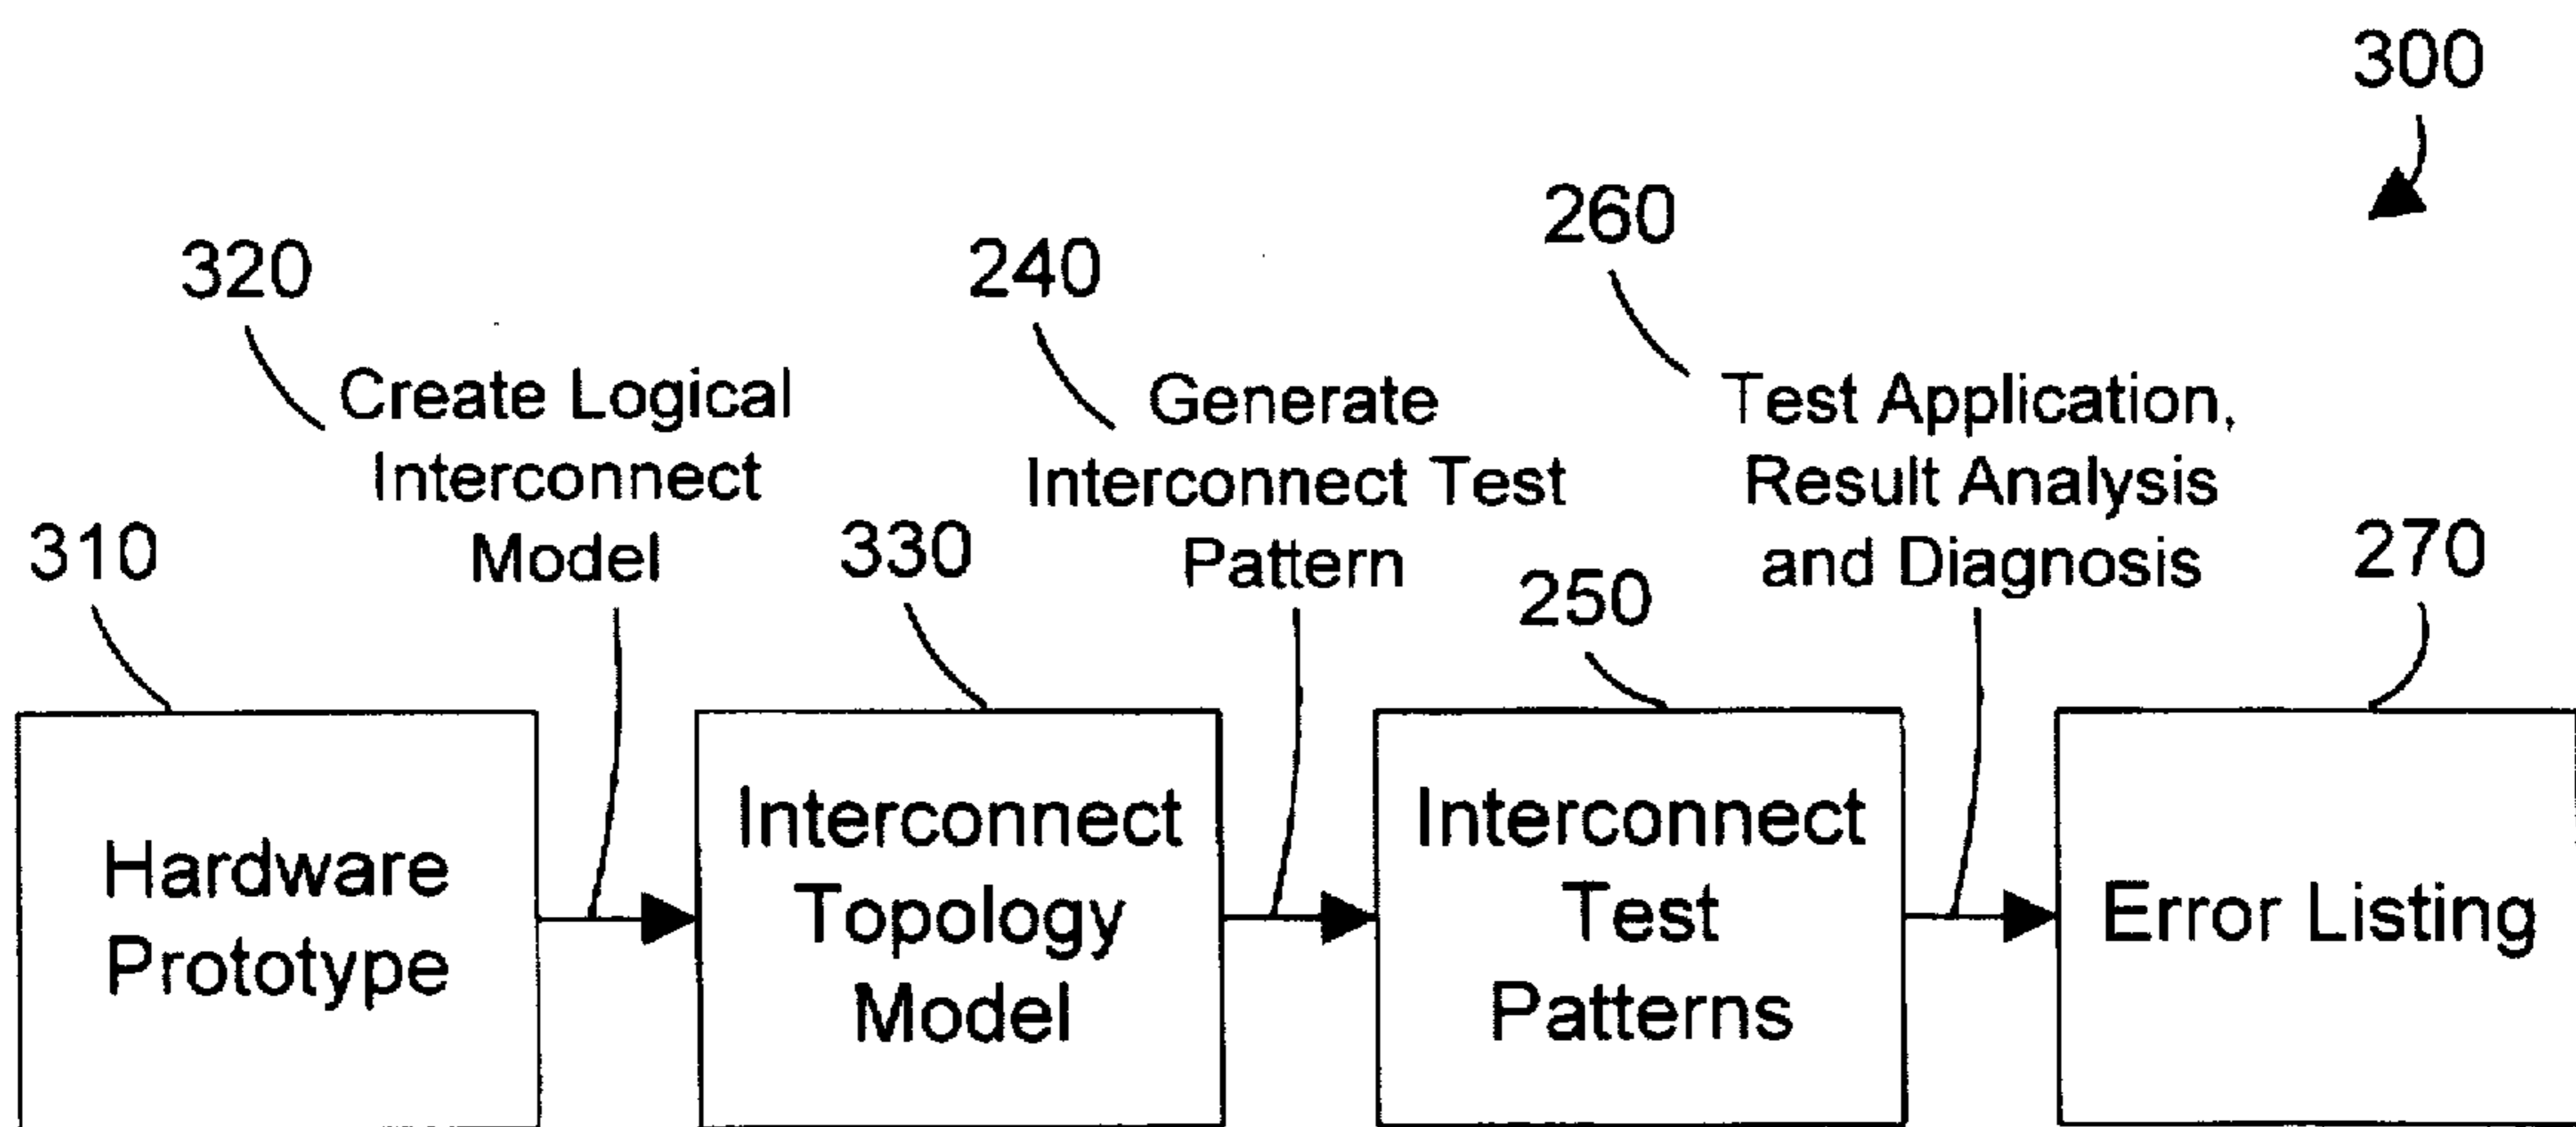 300
260
320
240
Create Logical
Interconnect
Model
Generate
Interconnect Test
Pattern
Test Application,
Result Analysis
and Diagnosis
310
330
250
270
Hardware
Prototype
Interconnect
Topology
Model
Interconnect
Test
Patterns
Error Listing